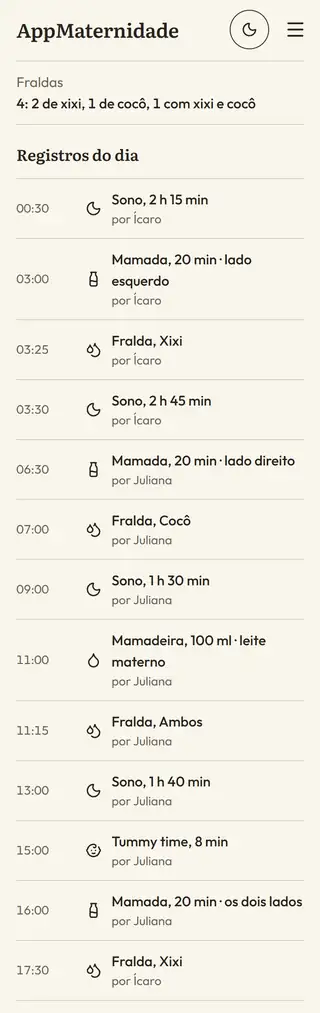 AppMaternidade
Fraldas
4: 2 de xixi, 1 de cocô, 1 com xixi e cocô
Registros do dia
00:30
Sono, 2 h 15 min
por Ícaro
03:00
Mamada, 20 min · lado
esquerdo
por Ícaro
03:25
Fralda, Xixi
por Ícaro
03:30
Sono, 2 h 45 min
por Ícaro
06:30
Mamada, 20 min · lado direito
por Juliana
07:00
Fralda, Cocô
por Juliana
09:00
Sono, 1 h 30 min
por Juliana
11:00
Mamadeira, 100 ml · leite
materno
por Juliana
11:15
Fralda, Ambos
por Juliana
13:00
Sono, 1 h 40 min
por Juliana
15:00
Tummy time, 8 min
por Juliana
16:00
Mamada, 20 min · os dois lados
por Juliana
17:30
Fralda, Xixi
por Ícaro